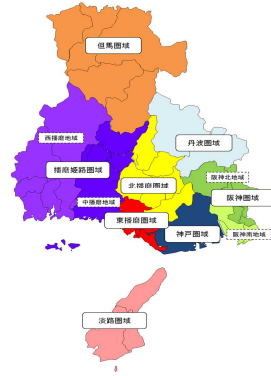 但馬圏域
西播磨地域
丹波圏域
播磨姫路圏域
阪神北地域
北播磨圏域
阪神圏域
中播磨地域
東播磨圏域
神戸圏域
阪神南地域
淡路圏域